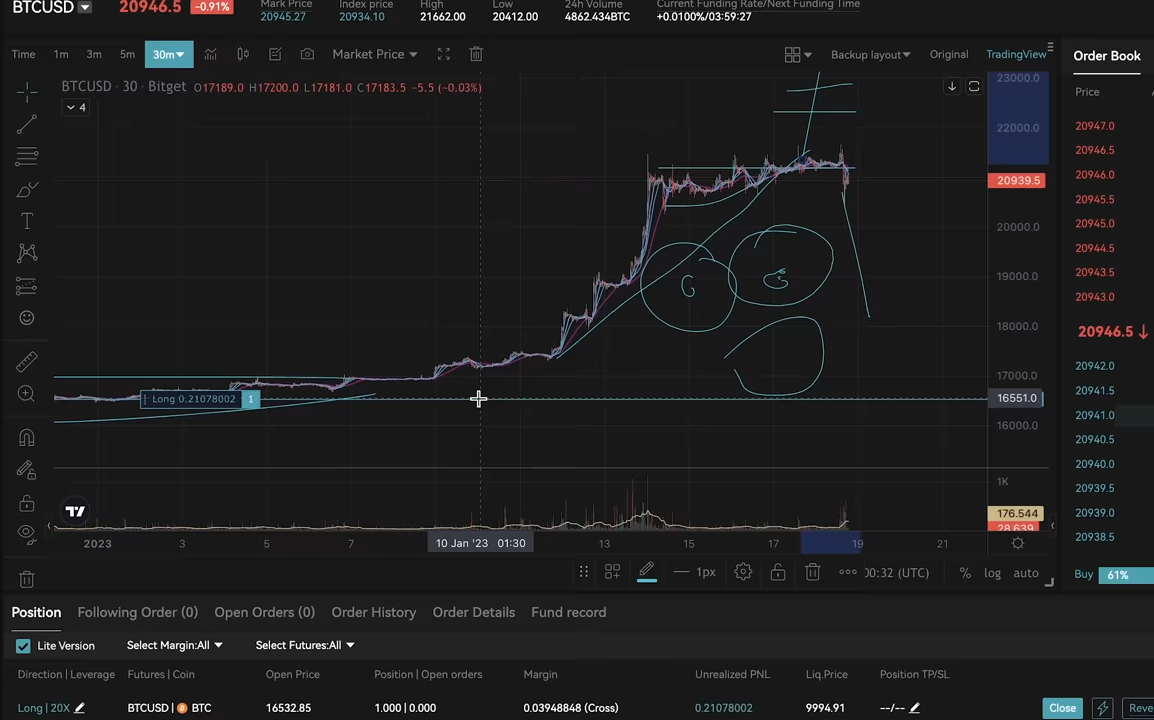 BTCUSD 20946.5 -0.91% Mark Price Index price High Low 24h Volume Current Funding Rate/Next Funding Time
20945.27 20934.10 21662.00 20412.00 4862.434BTC +0.0100%/03:59:27
Time 1m 3m 5m 30m Market Price Backup layout Original TradingView Order Book
BTCUSD · 30 · Bitget O17189.0 H17200.0 L17181.0 C17183.5 -5.5 (-0.03%)
4
Price
23000.0
22000.0
20939.5
20000.0
19000.0
18000.0
17000.0
16551.0
16000.0
Long 0.21078002 1
1K
176.544
28.639
2023 3 5 7 10 Jan '23 01:30 13 15 17 19 21
1px 00:32 (UTC) % log auto
20947.0
20946.5
20946.0
20945.5
20945.0
20944.5
20943.5
20943.0
20946.5↓
20942.0
20941.5
20941.0
20940.5
20940.0
20939.5
20939.0
20938.5
Buy 61%
Position Following Order (0) Open Orders (0) Order History Order Details Fund record
Lite Version Select Margin:All Select Futures:All
Direction | Leverage Futures | Coin Open Price Position | Open orders Margin Unrealized PNL Liq.Price Position TP/SL
Long | 20X BTCUSD | BTC 16532.85 1.000 | 0.000 0.03948848 (Cross) 0.21078002 9994.91 --/-- Close Reve